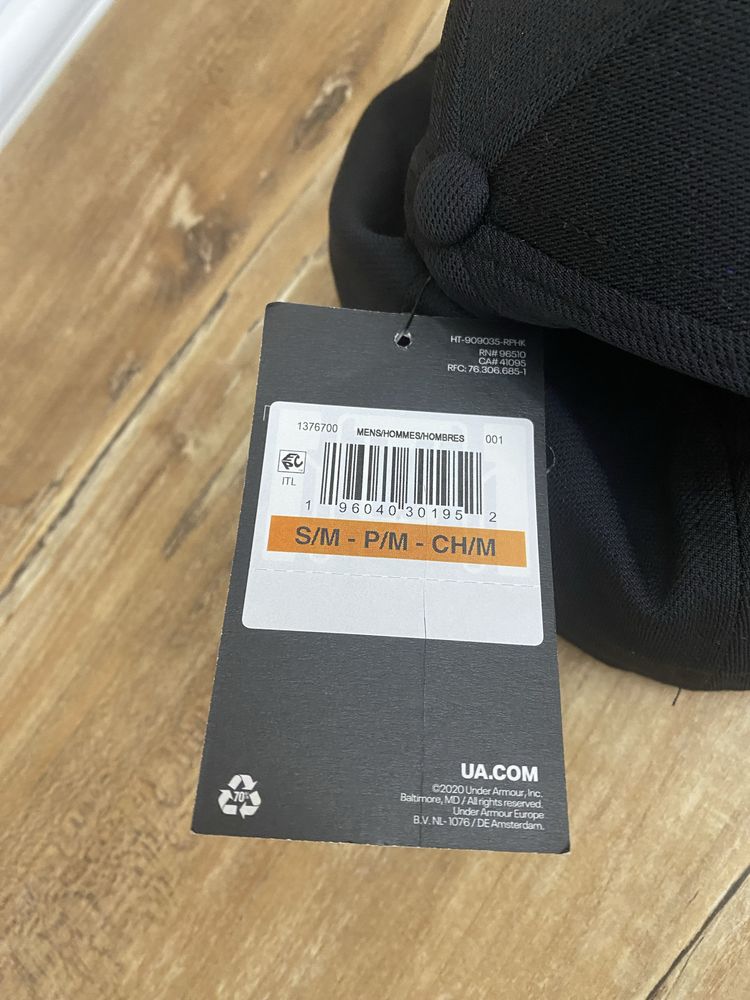 HT-909035-RPHK
RN# 96510
CA# 41095
RFC: 76.306.685-1
1376700 MENS/HOMMES/HOMBRES 001
ITL
1 96040 30195 2
S/M - P/M - CH/M
UA.COM
©2020 Under Armour, Inc.
Baltimore, MD / All rights reserved.
Under Armour Europe
B.V. NL- 1076 / DE Amsterdam.
70%